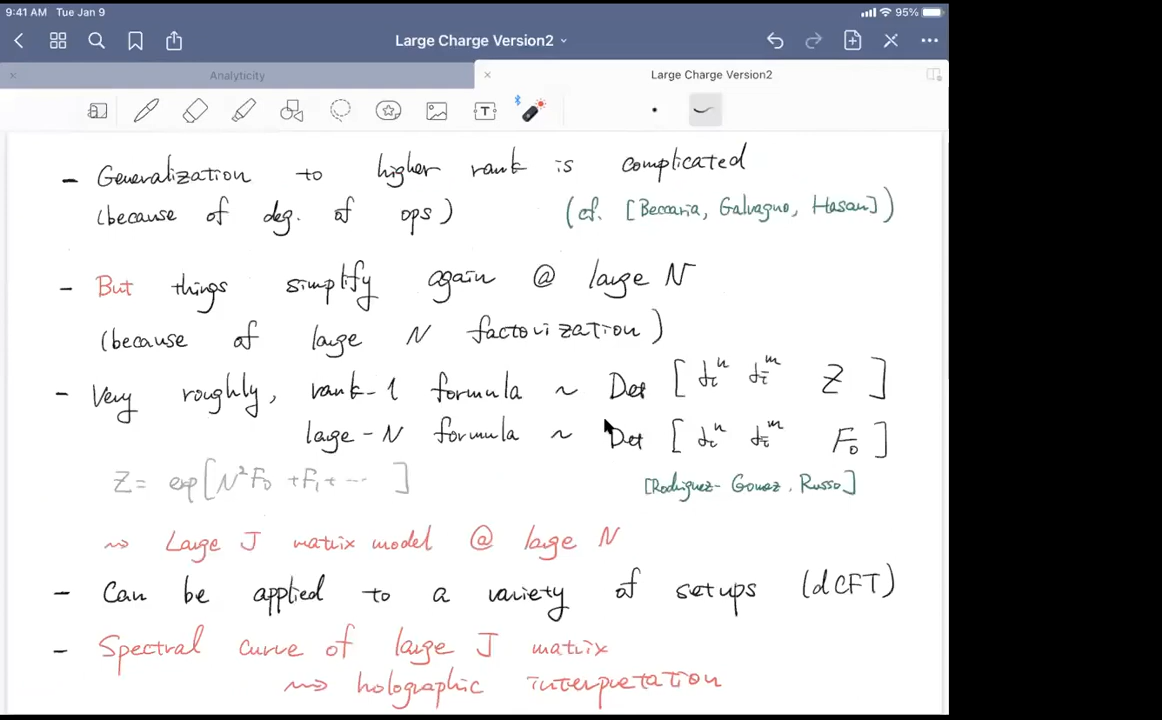 9:41 AM Tue Jan 9
95%
Large Charge Version2
Analyticity
Large Charge Version2
- Generalization to higher rank is complicated
(because of deg. of ops) (cf. [Beccaria, Galvagno, Hasan])
- But things simplify again @ large N
(because of large N factorization)
- Very roughly, rank-1 formula ~ Det [ ∂τ^n ∂τ̄^m Z ]
large-N formula ~ Det [ ∂τ^n ∂τ̄^m F₀ ]
Z = exp[N²F₀ + F₁ + ⋯ ]
[Rodriguez-Gomez, Russo]
⇝ Large J matrix model @ large N
- Can be applied to a variety of setups (dCFT)
- Spectral curve of large J matrix
⇝ holographic interpretation